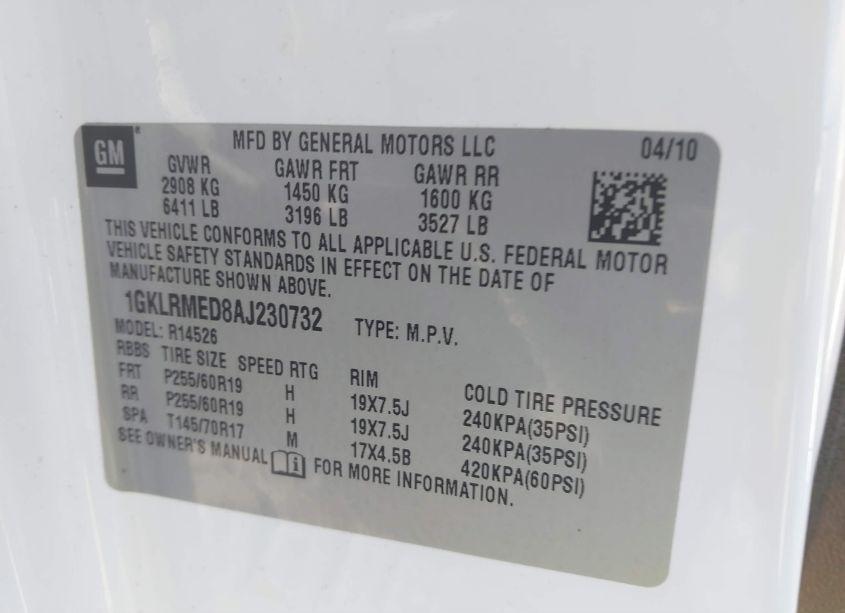 GM
MFD BY GENERAL MOTORS LLC 04/10
GVWR GAWR FRT GAWR RR
2908 KG 1450 KG 1600 KG
6411 LB 3196 LB 3527 LB
THIS VEHICLE CONFORMS TO ALL APPLICABLE U.S. FEDERAL MOTOR
VEHICLE SAFETY STANDARDS IN EFFECT ON THE DATE OF
MANUFACTURE SHOWN ABOVE.
1GKLRMED8AJ230732 TYPE: M.P.V.
MODEL: R14526
RBBS TIRE SIZE SPEED RTG RIM COLD TIRE PRESSURE
FRT P255/60R19 H 19X7.5J 240KPA(35PSI)
RR P255/60R19 H 19X7.5J 240KPA(35PSI)
SPA T145/70R17 M 17X4.5B 420KPA(60PSI)
SEE OWNER'S MANUAL FOR MORE INFORMATION.